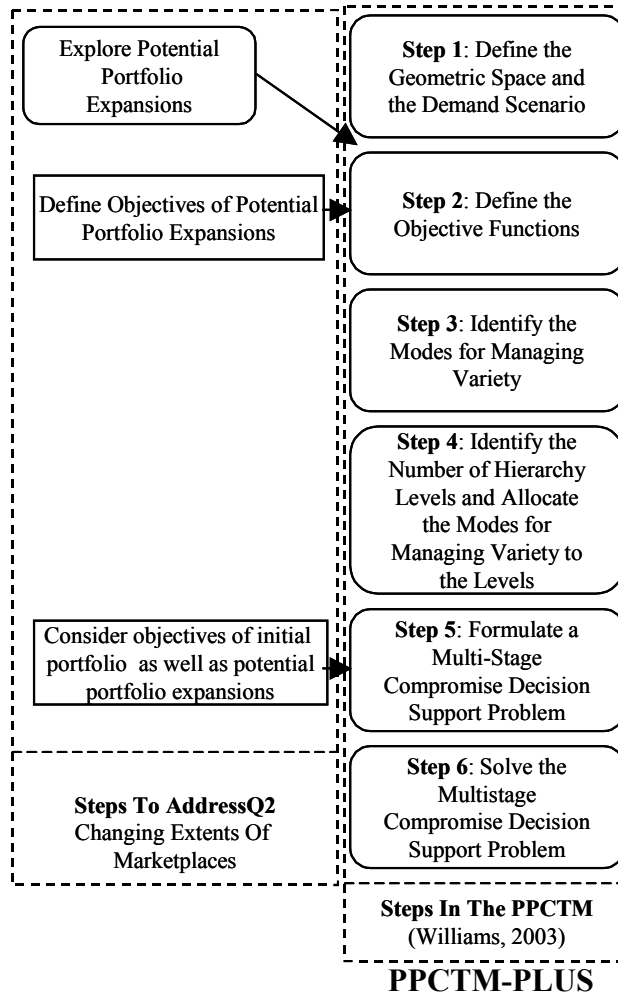 Explore Potential
Portfolio
Expansions
Define Objectives of Potential
Portfolio Expansions
Consider objectives of initial
portfolio as well as potential
portfolio expansions
Steps To AddressQ2
Changing Extents Of
Marketplaces
Step 1: Define the
Geometric Space and
the Demand Scenario
Step 2: Define the
Objective Functions
Step 3: Identify the
Modes for Managing
Variety
Step 4: Identify the
Number of Hierarchy
Levels and Allocate
the Modes for
Managing Variety to
the Levels
Step 5: Formulate a
Multi-Stage
Compromise Decision
Support Problem
Step 6: Solve the
Multistage
Compromise Decision
Support Problem
Steps In The PPCTM
(Williams, 2003)
PPCTM-PLUS